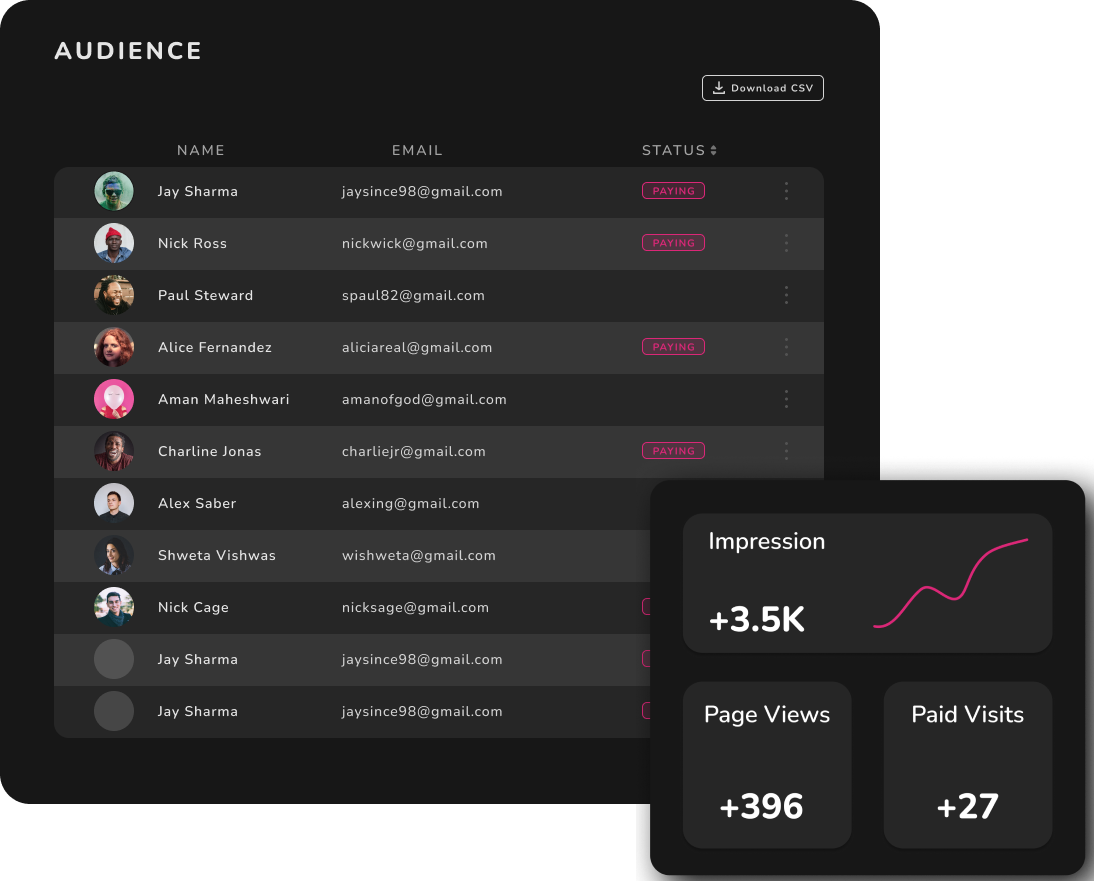 AUDIENCE
Download CSV
NAME EMAIL STATUS
Jay Sharma jaysince98@gmail.com PAYING
Nick Ross nickwick@gmail.com PAYING
Paul Steward spaul82@gmail.com
Alice Fernandez aliciareal@gmail.com PAYING
Aman Maheshwari amanofgod@gmail.com
Charline Jonas charliejr@gmail.com PAYING
Alex Saber alexing@gmail.com
Shweta Vishwas wishweta@gmail.com
Nick Cage nicksage@gmail.com
Jay Sharma jaysince98@gmail.com
Jay Sharma jaysince98@gmail.com
Impression
+3.5K
Page Views
+396
Paid Visits
+27